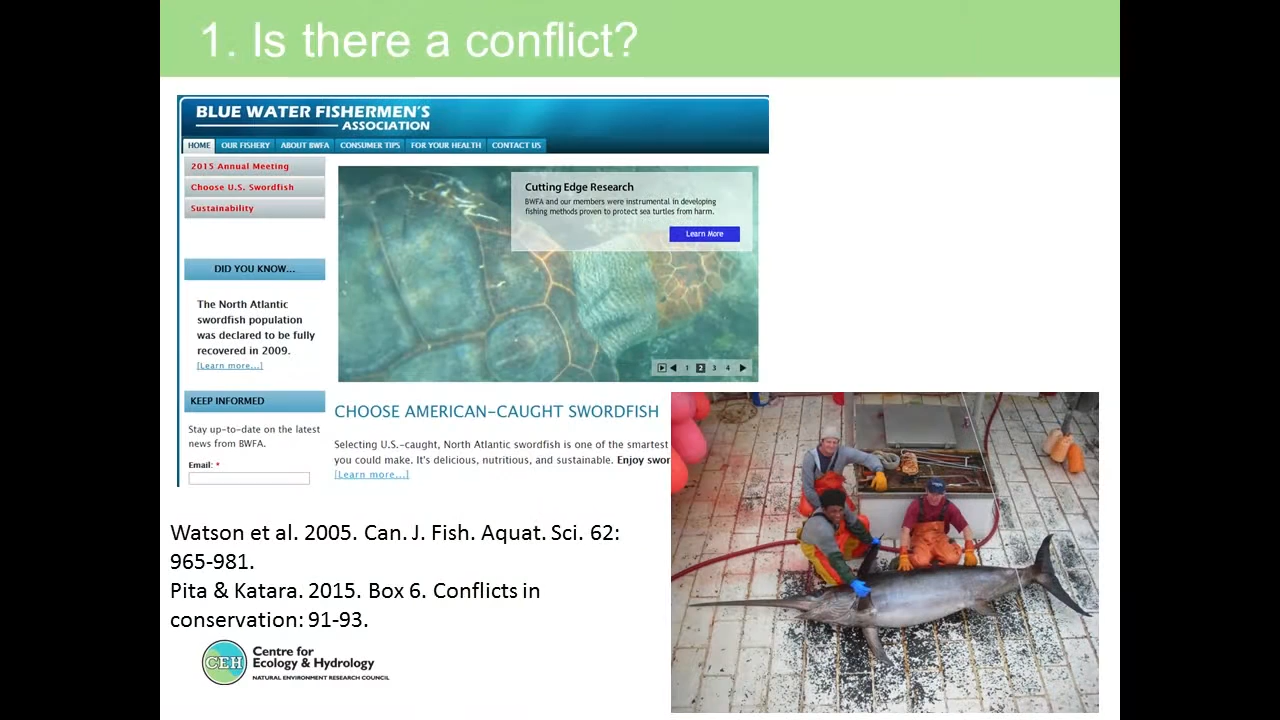 1. Is there a conflict?
BLUE WATER FISHERMEN'S
ASSOCIATION
HOME OUR FISHERY ABOUT BWFA CONSUMER TIPS FOR YOUR HEALTH CONTACT US
2015 Annual Meeting
Choose U.S. Swordfish
Sustainability
Cutting Edge Research
BWFA and our members were instrumental in developing
fishing methods proven to protect sea turtles from harm.
Learn More
DID YOU KNOW...
The North Atlantic
swordfish population
was declared to be fully
recovered in 2009.
[Learn more...]
1 2 3 4
KEEP INFORMED
Stay up-to-date on the latest
news from BWFA.
Email: *
CHOOSE AMERICAN-CAUGHT SWORDFISH
Selecting U.S.-caught, North Atlantic swordfish is one of the smartest
you could make. It's delicious, nutritious, and sustainable. Enjoy swor
[Learn more...]
Watson et al. 2005. Can. J. Fish. Aquat. Sci. 62:
965-981.
Pita & Katara. 2015. Box 6. Conflicts in
conservation: 91-93.
CEH
Centre for
Ecology & Hydrology
NATURAL ENVIRONMENT RESEARCH COUNCIL